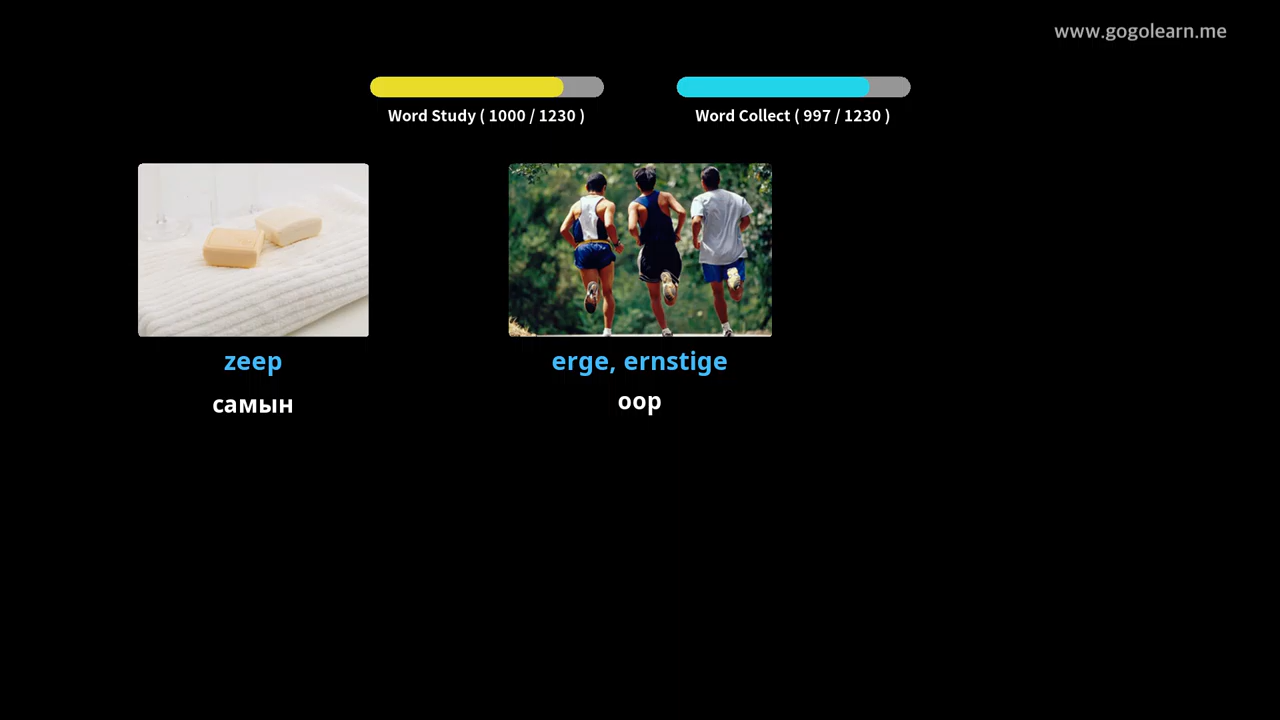 www.gogolearn.me
Word Study ( 1000 / 1230 )
Word Collect ( 997 / 1230 )
zeep
самын
erge, ernstige
оор